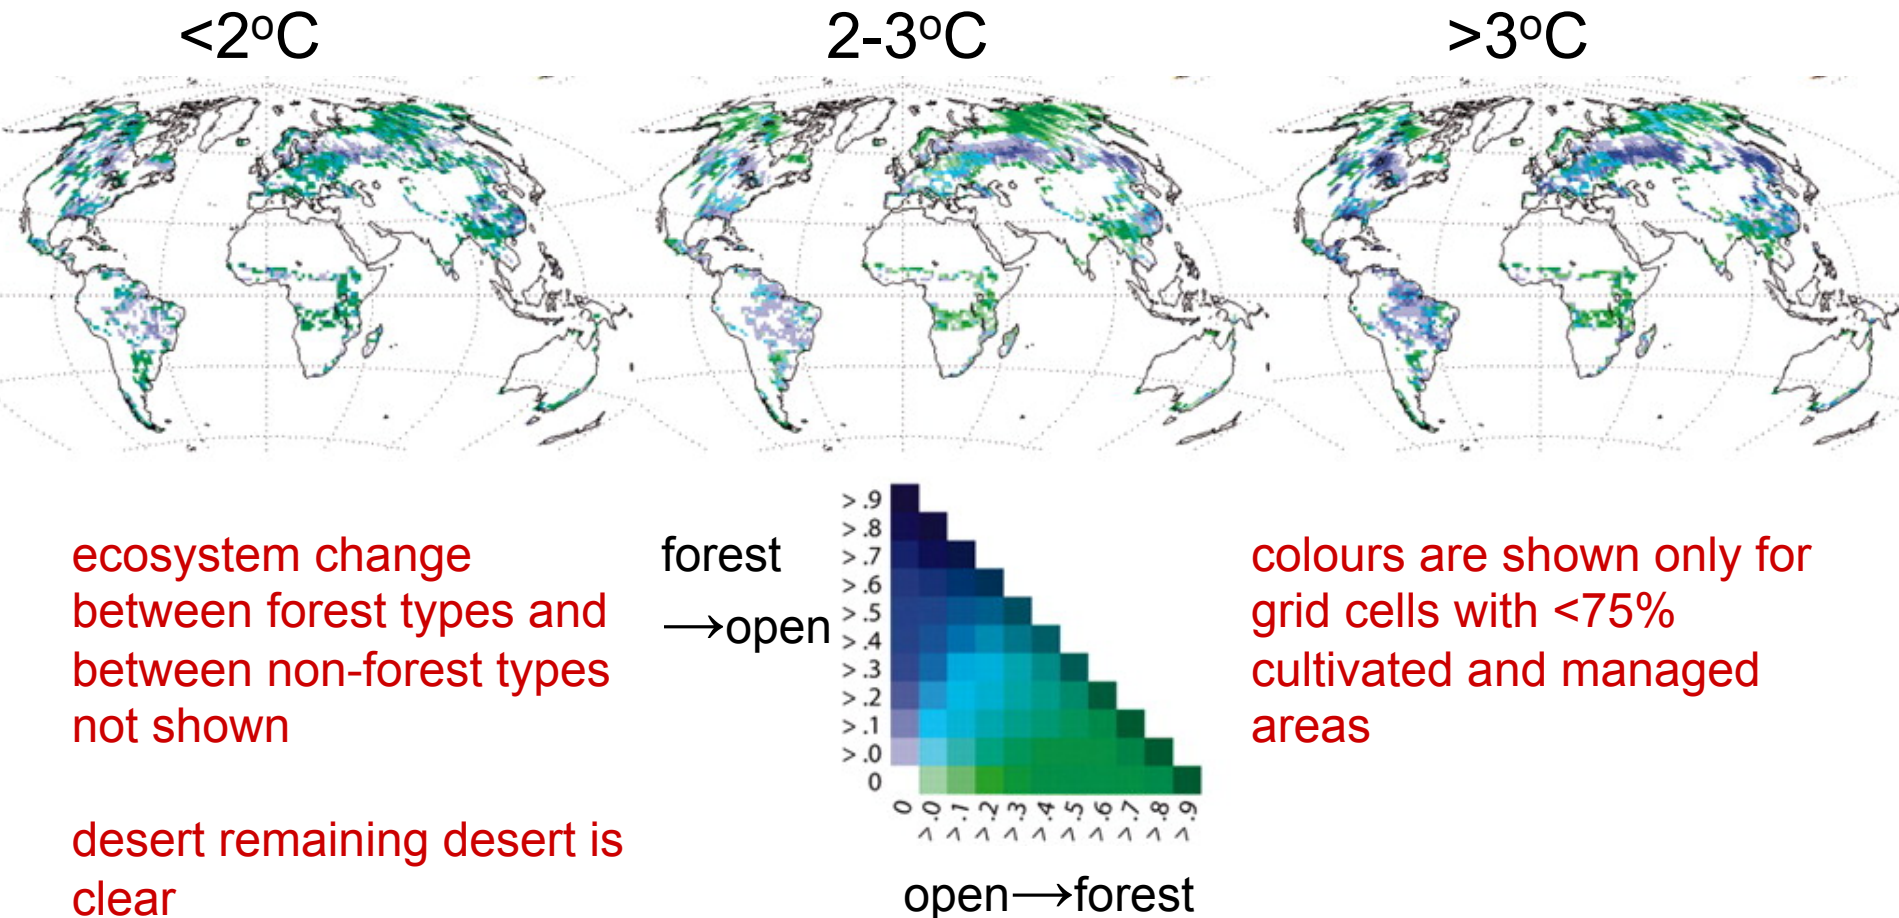 <2°C
2-3°C
>3°C
ecosystem change
between forest types and
between non-forest types
not shown
desert remaining desert is
clear
forest
→open
> .9
> .8
> .7
> .6
> .5
> .4
> .3
> .2
> .1
> .0
0
0
> .0
> .1
> .2
> .3
> .4
> .5
> .6
> .7
> .8
> .9
open→forest
colours are shown only for
grid cells with <75%
cultivated and managed
areas